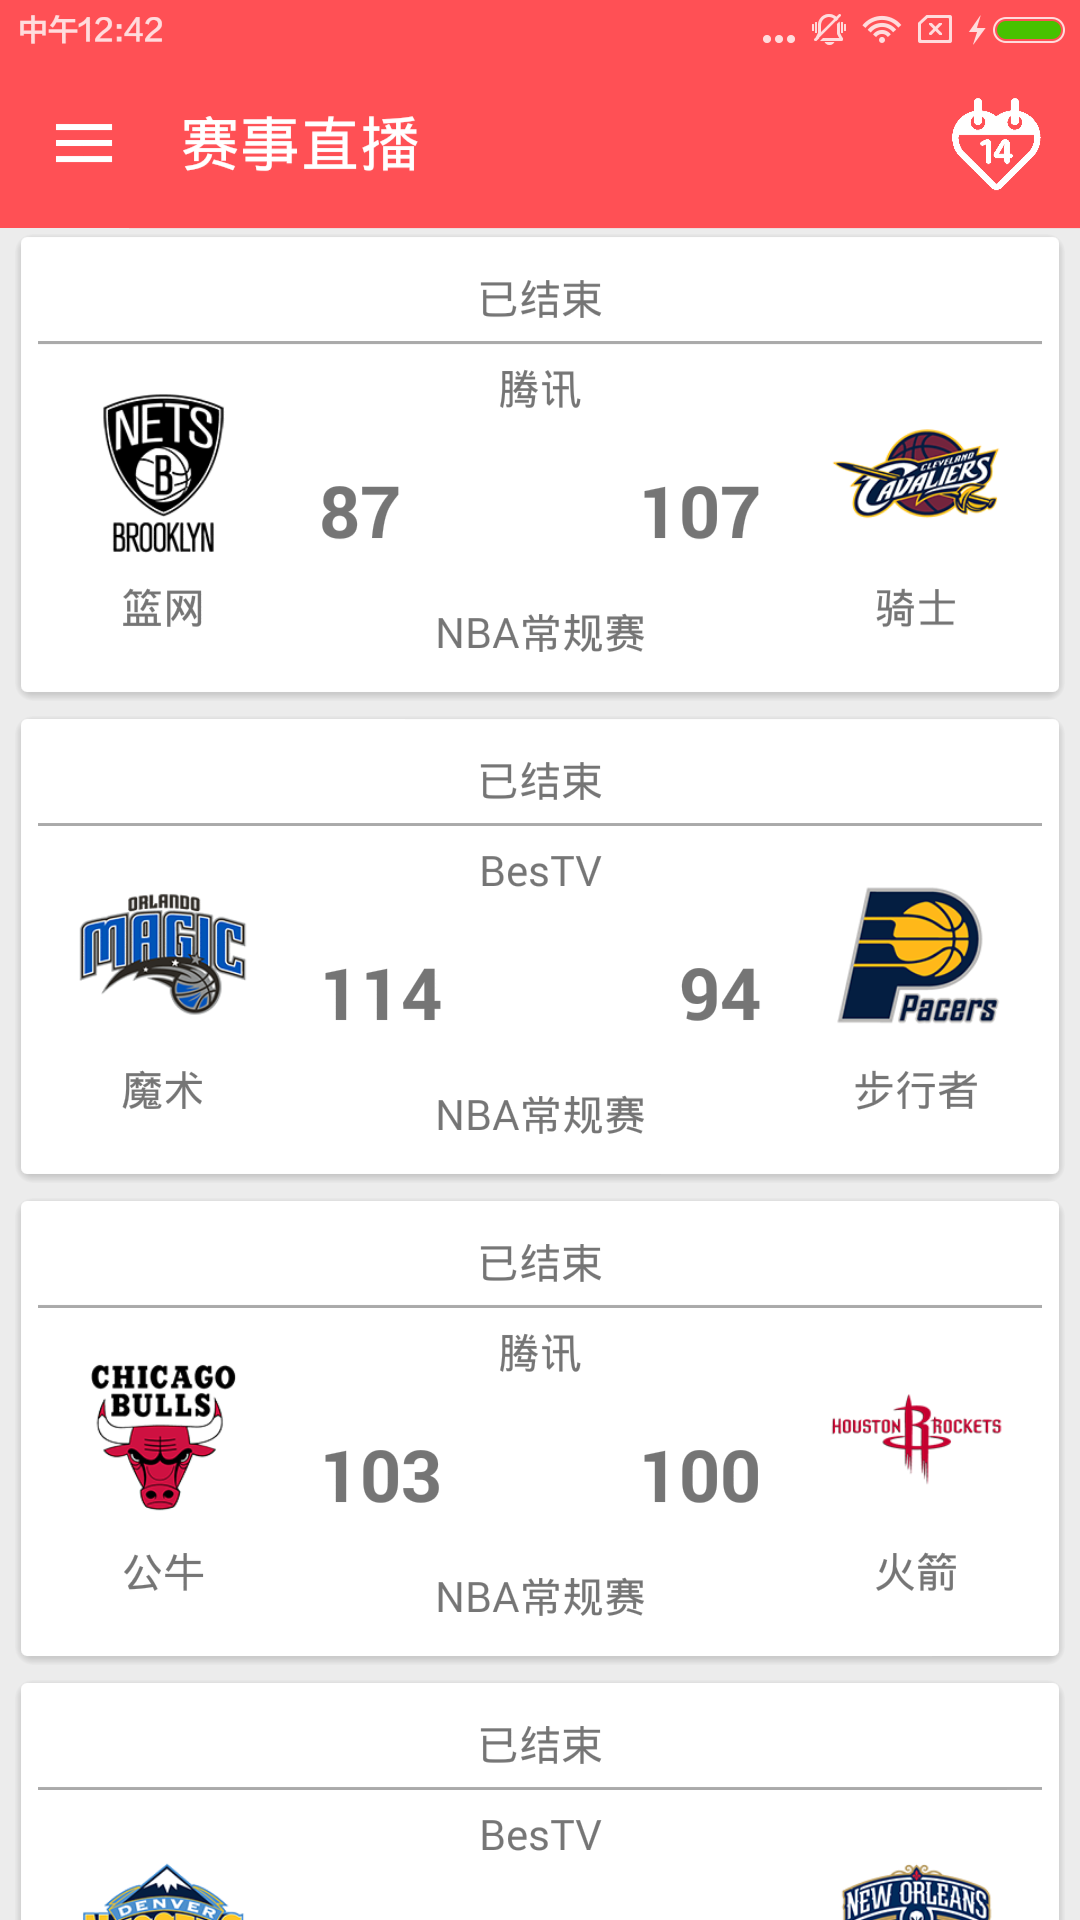 中午12:42
赛事直播
14
已结束
腾讯
NETS
B
BROOKLYN
CLEVELAND
CAVALIERS
87
107
篮网
骑士
NBA常规赛
已结束
BesTV
ORLANDO
MAGIC
Pacers
114
94
魔术
步行者
NBA常规赛
已结束
腾讯
CHICAGO
BULLS
HOUSTON ROCKETS
103
100
公牛
火箭
NBA常规赛
已结束
BesTV
DENVER
NEW ORLEANS